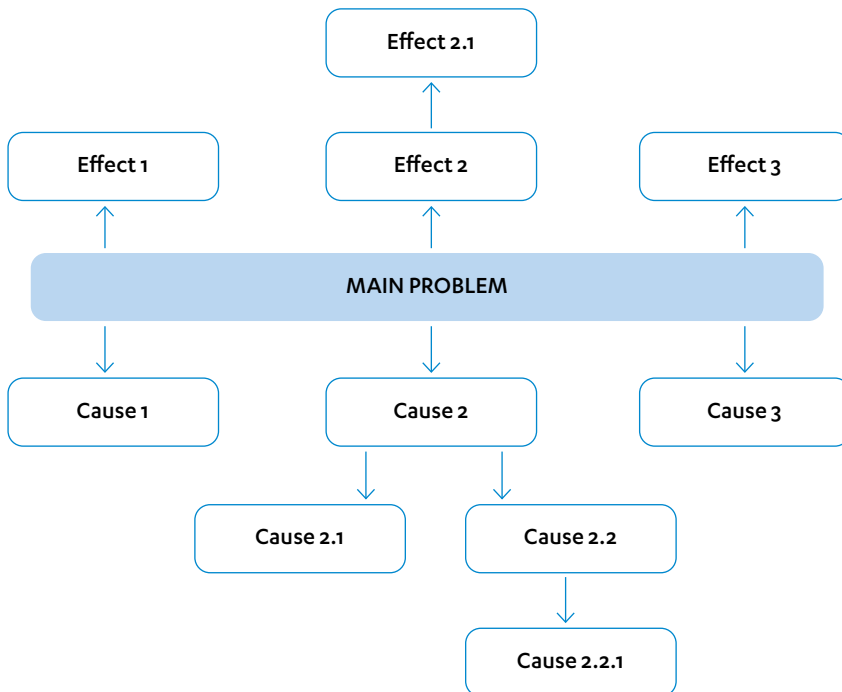 Effect 2.1
Effect 1
Effect 2
Effect 3
MAIN PROBLEM
Cause 1
Cause 2
Cause 3
Cause 2.1
Cause 2.2
Cause 2.2.1